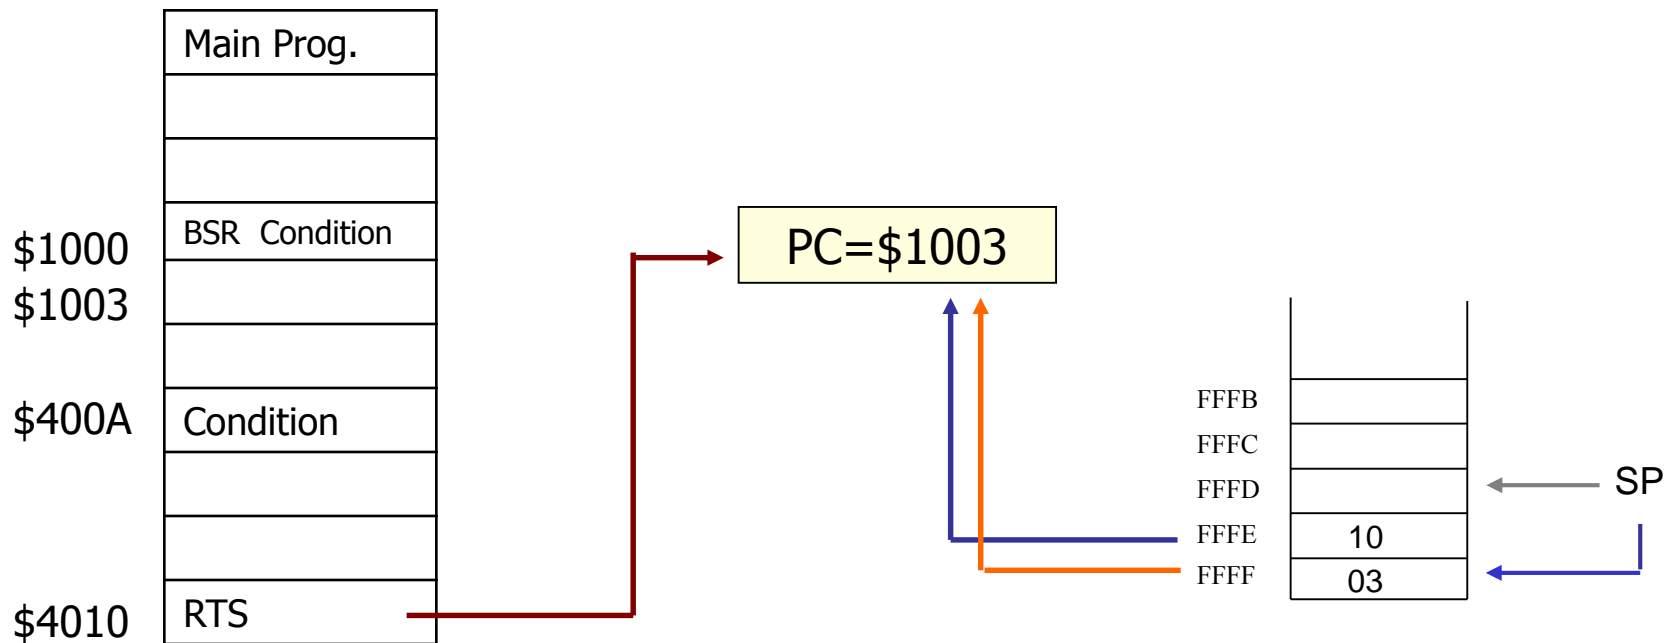 Main Prog.
$1000
BSR Condition
$1003
$400A
Condition
$4010
RTS
PC=$1003
FFFB
FFFC
FFFD
SP
FFFE
10
FFFF
03